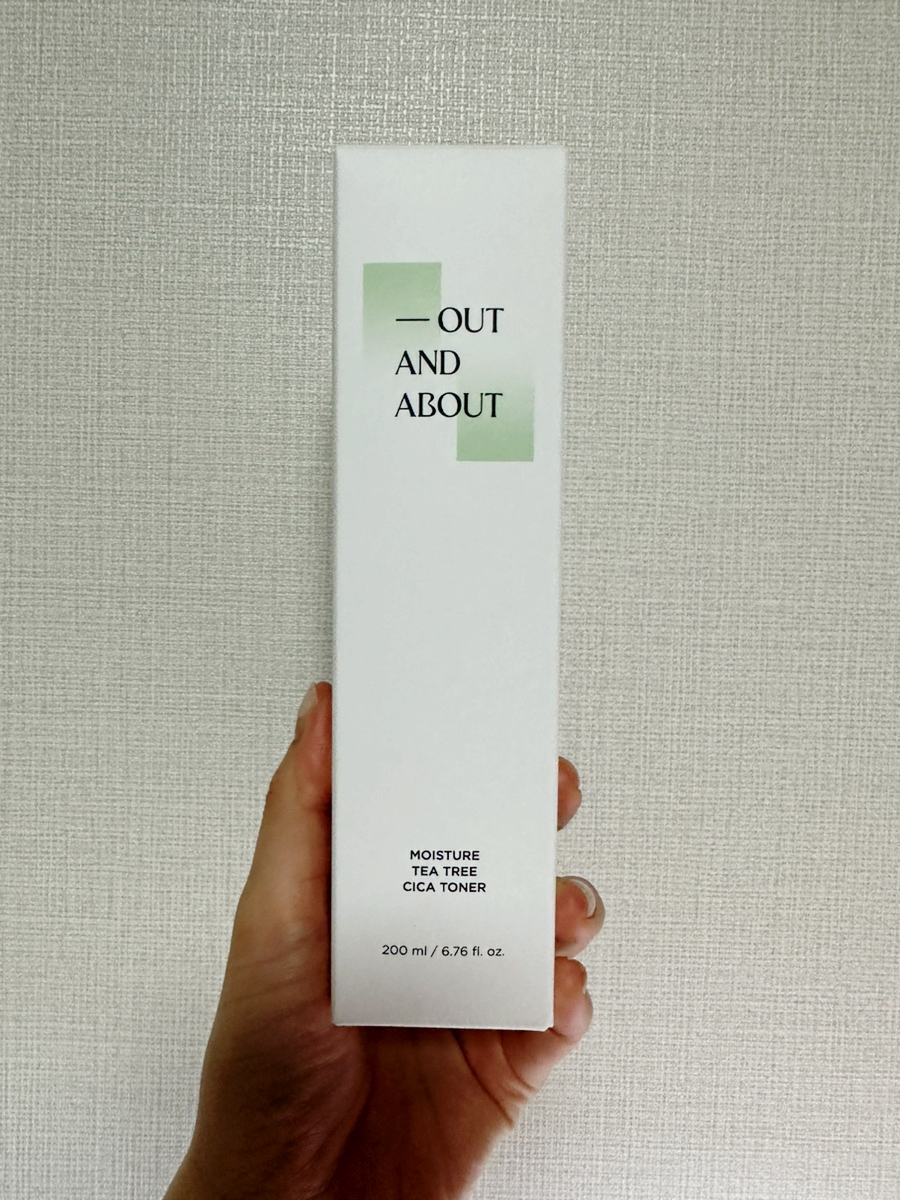 — OUT
AND
ABOUT
MOISTURE
TEA TREE
CICA TONER
200 ml / 6.76 fl. oz.